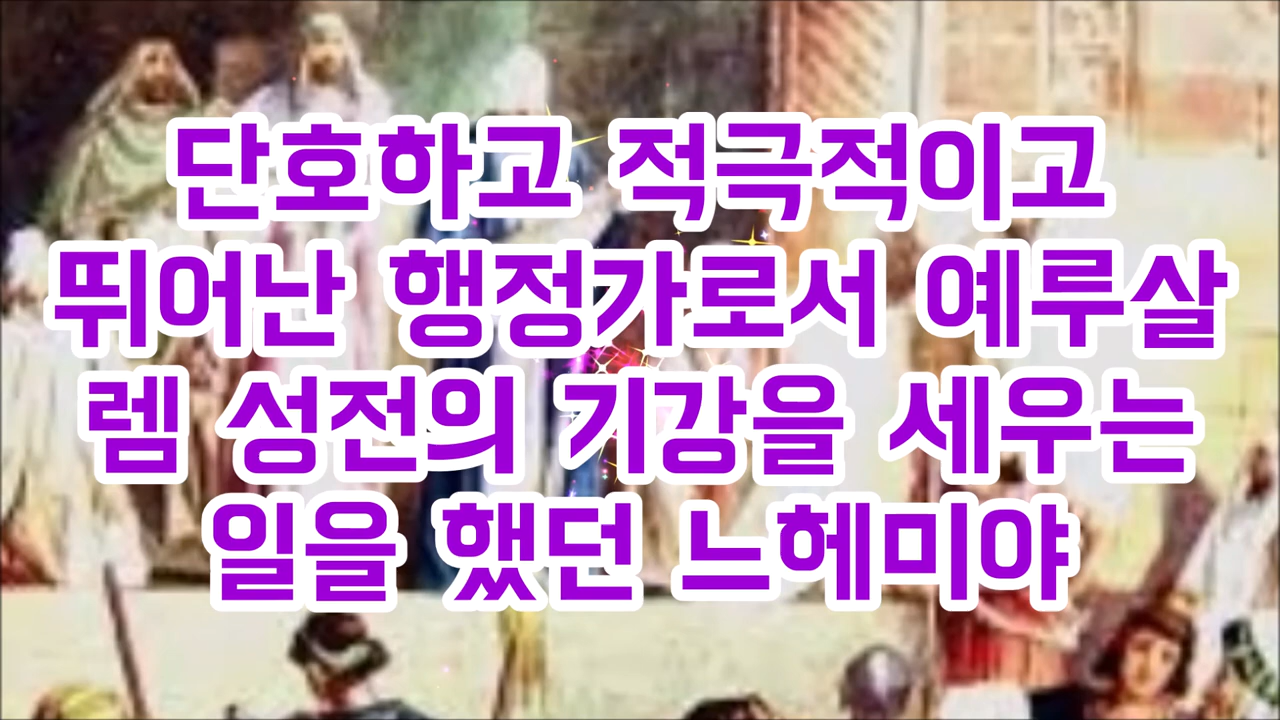 단호하고 적극적이고
뛰어난 행정가로서 예루살
렘 성전의 기강을 세우는
일을 했던 느헤미야